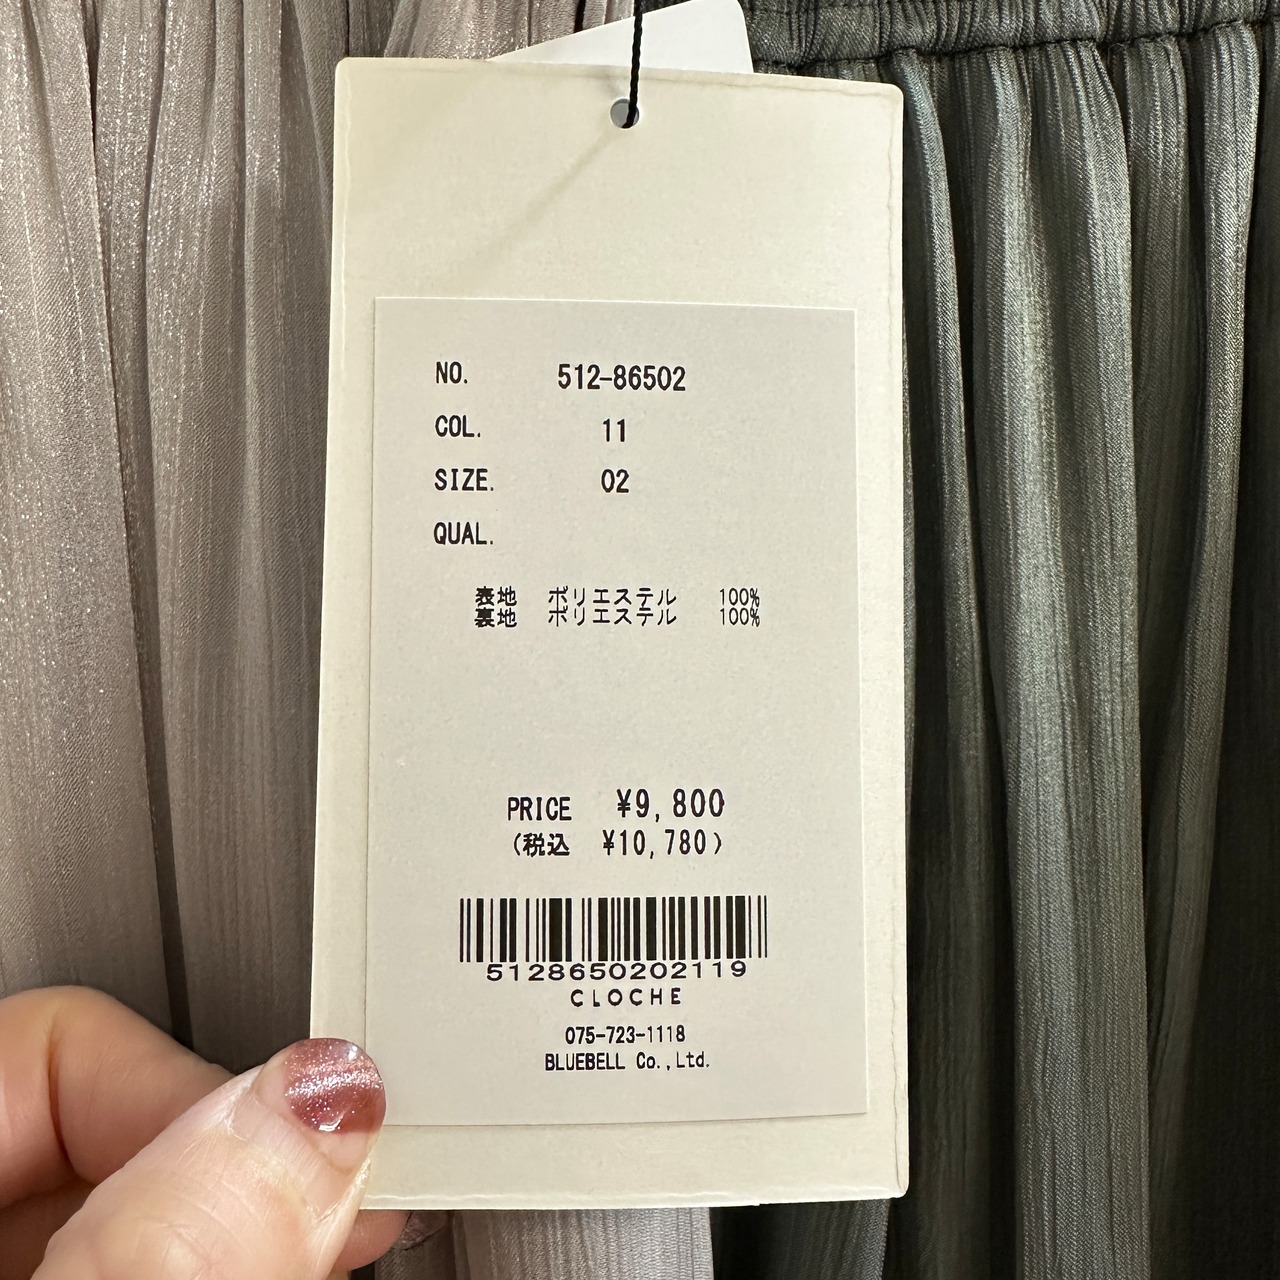 NO. 512-86502
COL. 11
SIZE. 02
QUAL.
表地 ポリエステル 100%
裏地 ポリエステル 100%
PRICE ¥9,800
(税込 ¥10,780)
5128650202119
CLOCHE
075-723-1118
BLUEBELL Co.,Ltd.